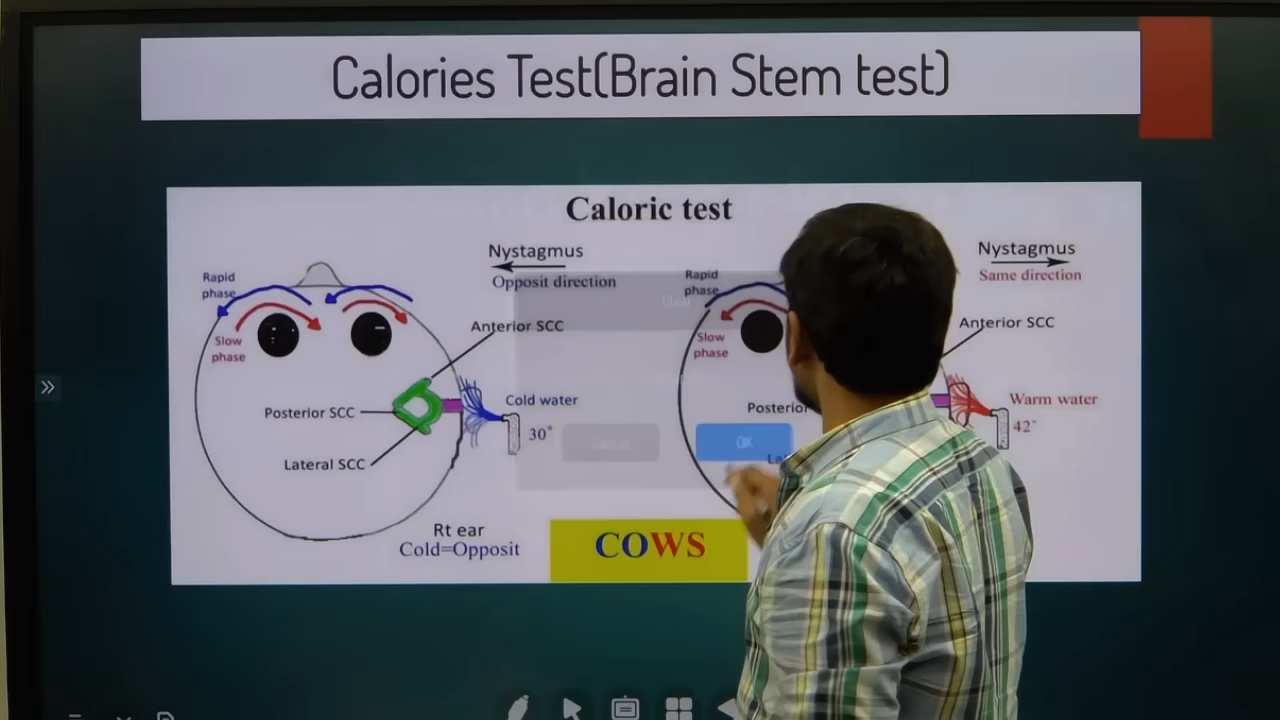 Calories Test(Brain Stem test)
Caloric test
Nystagmus
Opposit direction
Rapid
phase
Slow
phase
Anterior SCC
Posterior SCC
Cold water
30°
Lateral SCC
Rt ear
Cold=Opposit
COWS
Clear
OK
Nystagmus
Same direction
Rapid
phase
Slow
phase
Anterior SCC
Posterior
Warm water
42°